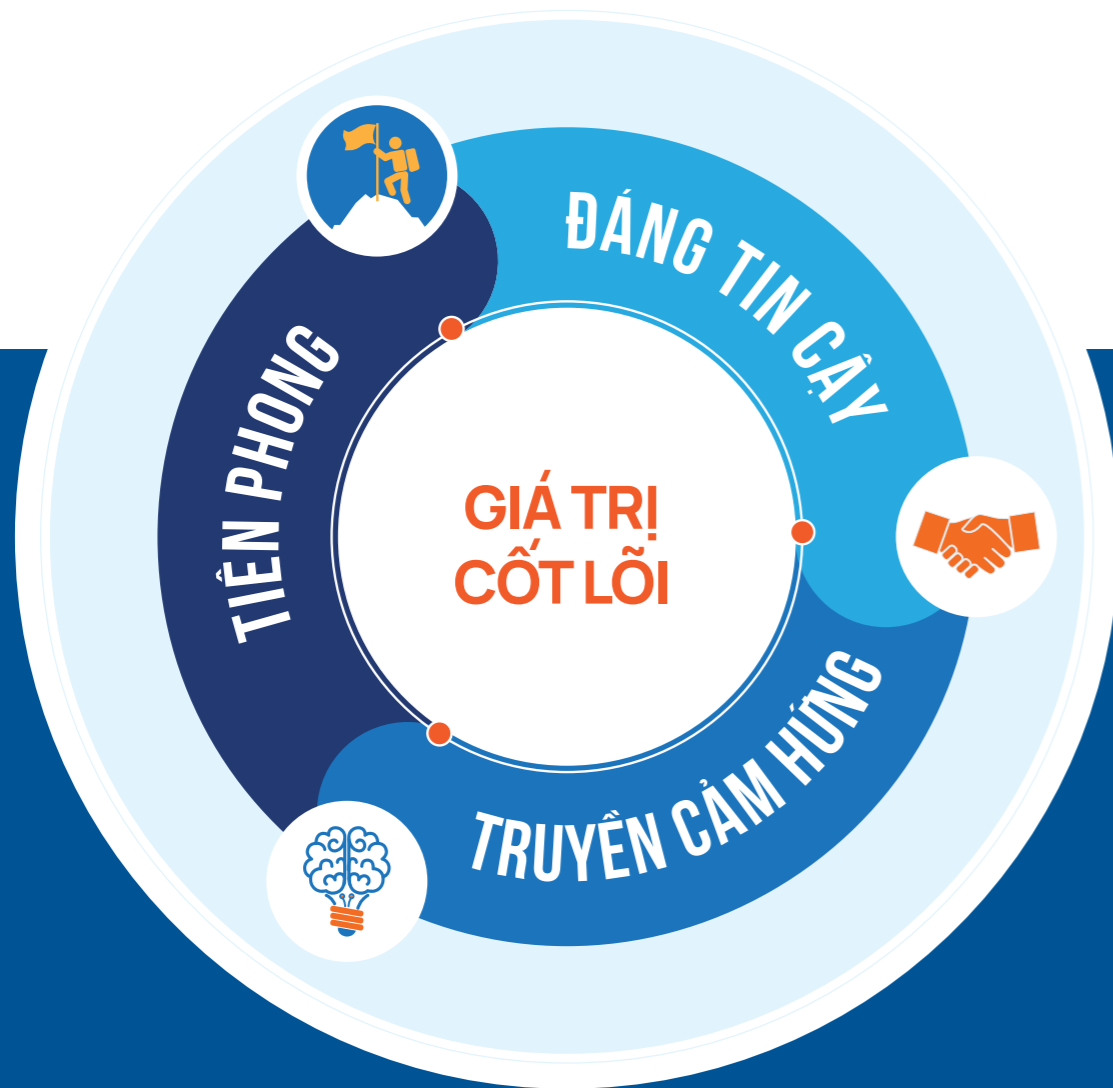 GIÁ TRỊ
CỐT LÕI
TIÊN PHONG
ĐÁNG TIN CẬY
TRUYỀN CẢM HỨNG